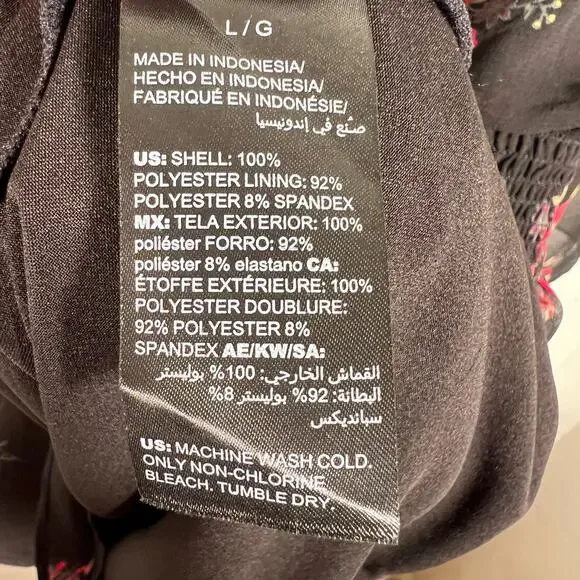 L / G
MADE IN INDONESIA/
HECHO EN INDONESIA/
FABRIQUÉ EN INDONÉSIE/
صُنع في إندونيسيا
US: SHELL: 100%
POLYESTER LINING: 92%
POLYESTER 8% SPANDEX
MX: TELA EXTERIOR: 100%
poliéster FORRO: 92%
poliéster 8% elastano CA:
ÉTOFFE EXTÉRIEURE: 100%
POLYESTER DOUBLURE:
92% POLYESTER 8%
SPANDEX AE/KW/SA:
القماش الخارجي: 100% بوليستر
البطانة: 92% بوليستر 8%
سبانديكس
US: MACHINE WASH COLD.
ONLY NON-CHLORINE
BLEACH. TUMBLE DRY.